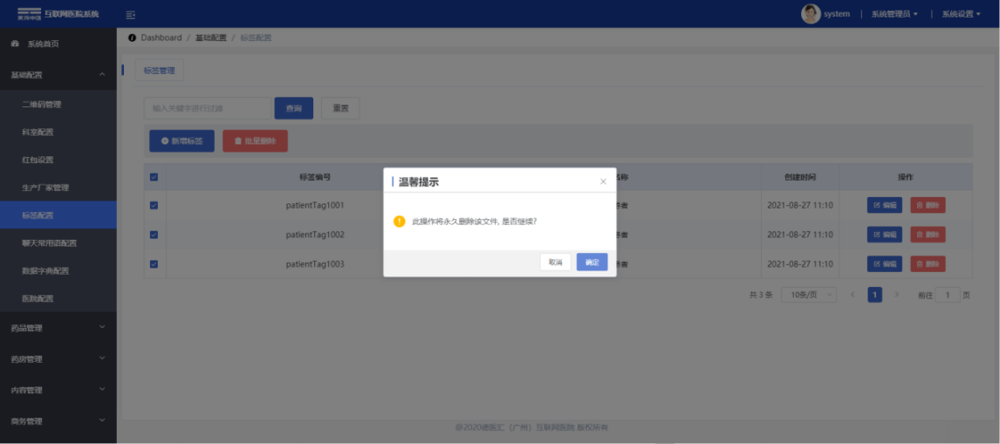 互联网医院系统
system | 系统管理员 | 系统设置
系统首页
Dashboard / 基础配置 / 标签配置
基础配置
标签管理
二维码管理
输入关键字进行过滤 查询 重置
科室配置
新增标签 批量删除
红包设置
标签编号 名称 创建时间 操作
生产厂家管理
温馨提示
patientTag1001 患者 2021-08-27 11:10 编辑 删除
标签配置
此操作将永久删除该文件, 是否继续?
patientTag1002 患者 2021-08-27 11:10 编辑 删除
聊天常用语配置
patientTag1003 患者 2021-08-27 11:10 编辑 删除
取消 确定
数据字典配置
共 3 条 10条/页 1 前往 1 页
医院配置
药品管理
药房管理
内容管理
商务管理
@2020德医汇（广州）互联网医院 版权所有